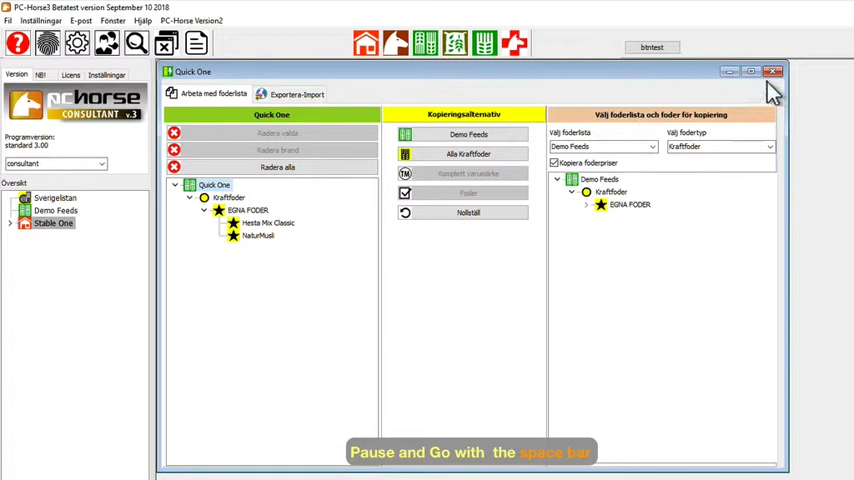 PC-Horse3 Betatest version September 10 2018
Fil Inställningar E-post Fönster Hjälp PC-Horse Version2
btntest
Version NB! Licens Inställningar
pchorse
CONSULTANT v.3
Programversion:
standard 3.00
consultant
Översikt
Sverigelistan
Demo Feeds
Stable One
Quick One
Arbeta med foderlista Exportera-Import
Quick One
Radera valda
Radera brand
Radera alla
Quick One
Kraftfoder
EGNA FODER
Hesta Mix Classic
NaturMusli
Kopieringsalternativ
Demo Feeds
Alla Kraftfoder
TM Komplett varumärke
Foder
Nollställ
Välj foderlista och foder för kopiering
Välj foderlista Välj fodertyp
Demo Feeds Kraftfoder
Kopiera foderpriser
Demo Feeds
Kraftfoder
EGNA FODER
Pause and Go with the space bar